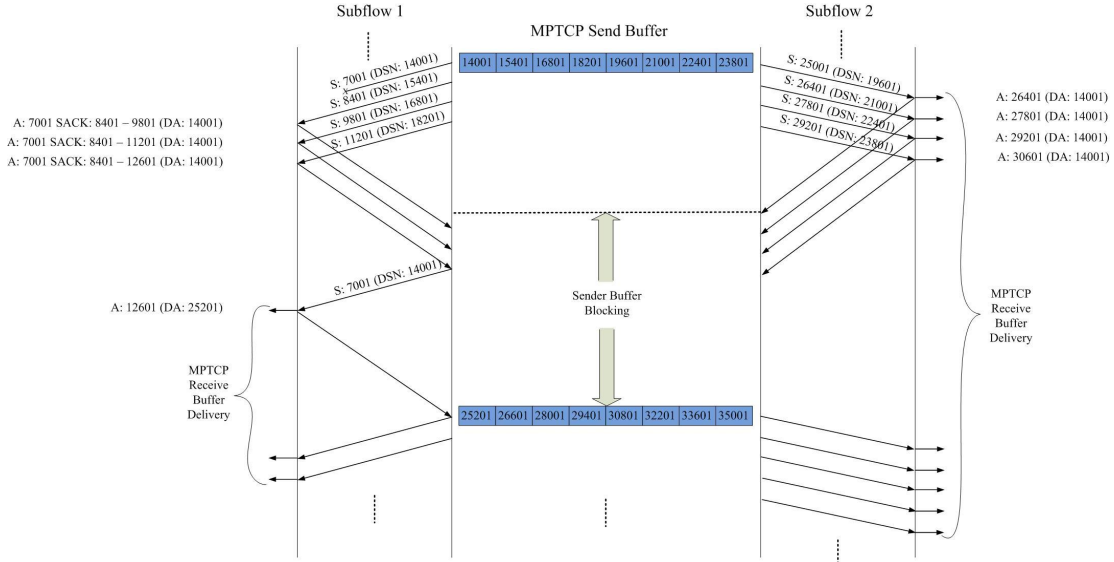 Subflow 1
Subflow 2
MPTCP Send Buffer
14001 15401 16801 18201 19601 21001 22401 23801
S: 7001 (DSN: 14001)
S: 8401 (DSN: 15401)
S: 9801 (DSN: 16801)
S: 11201 (DSN: 18201)
S: 25001 (DSN: 19601)
S: 26401 (DSN: 21001)
S: 27801 (DSN: 22401)
S: 29201 (DSN: 23801)
A: 7001 SACK: 8401 – 9801 (DA: 14001)
A: 7001 SACK: 8401 – 11201 (DA: 14001)
A: 7001 SACK: 8401 – 12601 (DA: 14001)
A: 26401 (DA: 14001)
A: 27801 (DA: 14001)
A: 29201 (DA: 14001)
A: 30601 (DA: 14001)
S: 7001 (DSN: 14001)
Sender Buffer
Blocking
A: 12601 (DA: 25201)
MPTCP
Receive
Buffer
Delivery
MPTCP
Receive
Buffer
Delivery
25201 26601 28001 29401 30801 32201 33601 35001